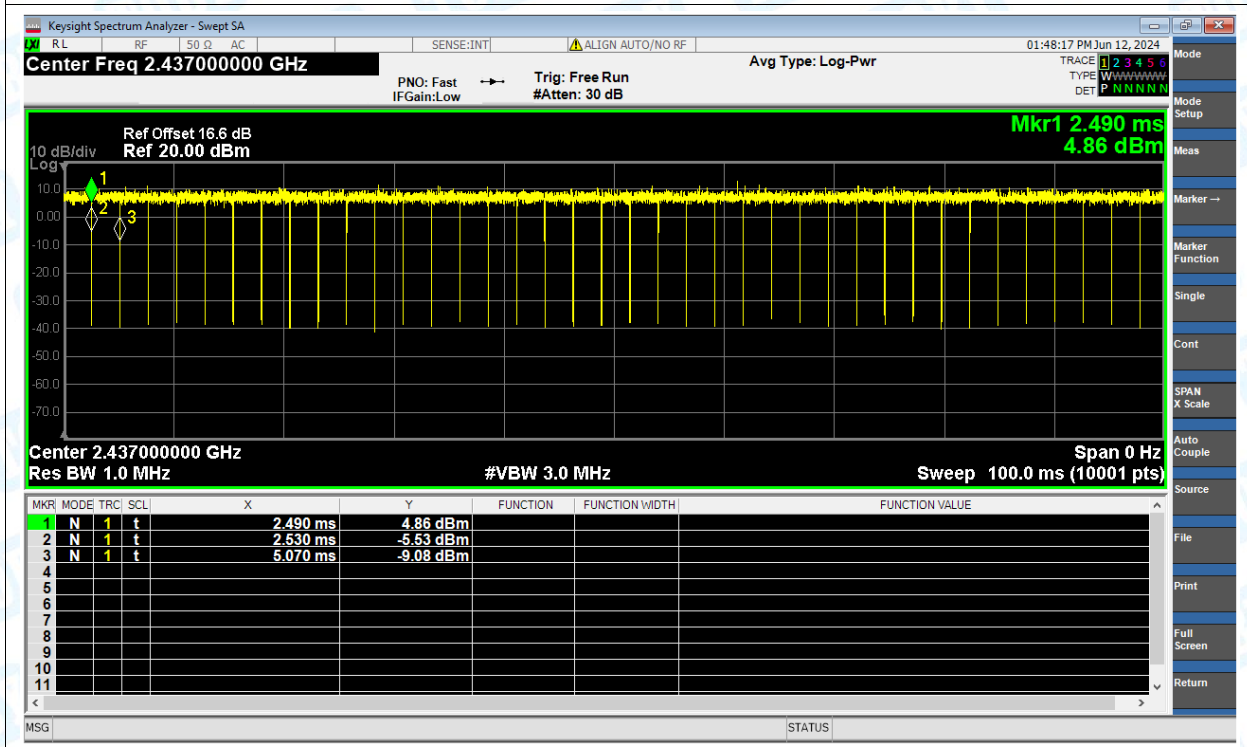 Keysight Spectrum Analyzer - Swept SA
LXI RL RF 50 Ω AC SENSE:INT ALIGN AUTO/NO RF 01:48:17 PM Jun 12, 2024
Center Freq 2.437000000 GHz
PNO: Fast
IFGain:Low
Trig: Free Run
#Atten: 30 dB
Avg Type: Log-Pwr
TRACE 1 2 3 4 5 6
TYPE WWWWWW
DET P N N N N N
Mkr1 2.490 ms
4.86 dBm
Ref Offset 16.6 dB
10 dB/div Ref 20.00 dBm
Log
10.0
0.00
-10.0
-20.0
-30.0
-40.0
-50.0
-60.0
-70.0
1
2
3
Center 2.437000000 GHz Span 0 Hz
Res BW 1.0 MHz #VBW 3.0 MHz Sweep 100.0 ms (10001 pts)
MKR MODE TRC SCL X Y FUNCTION FUNCTION WIDTH FUNCTION VALUE
1 N 1 t 2.490 ms 4.86 dBm
2 N 1 t 2.530 ms -5.53 dBm
3 N 1 t 5.070 ms -9.08 dBm
4
5
6
7
8
9
10
11
MSG STATUS
Mode
Mode
Setup
Meas
Marker →
Marker
Function
Single
Cont
SPAN
X Scale
Auto
Couple
Source
File
Print
Full
Screen
Return